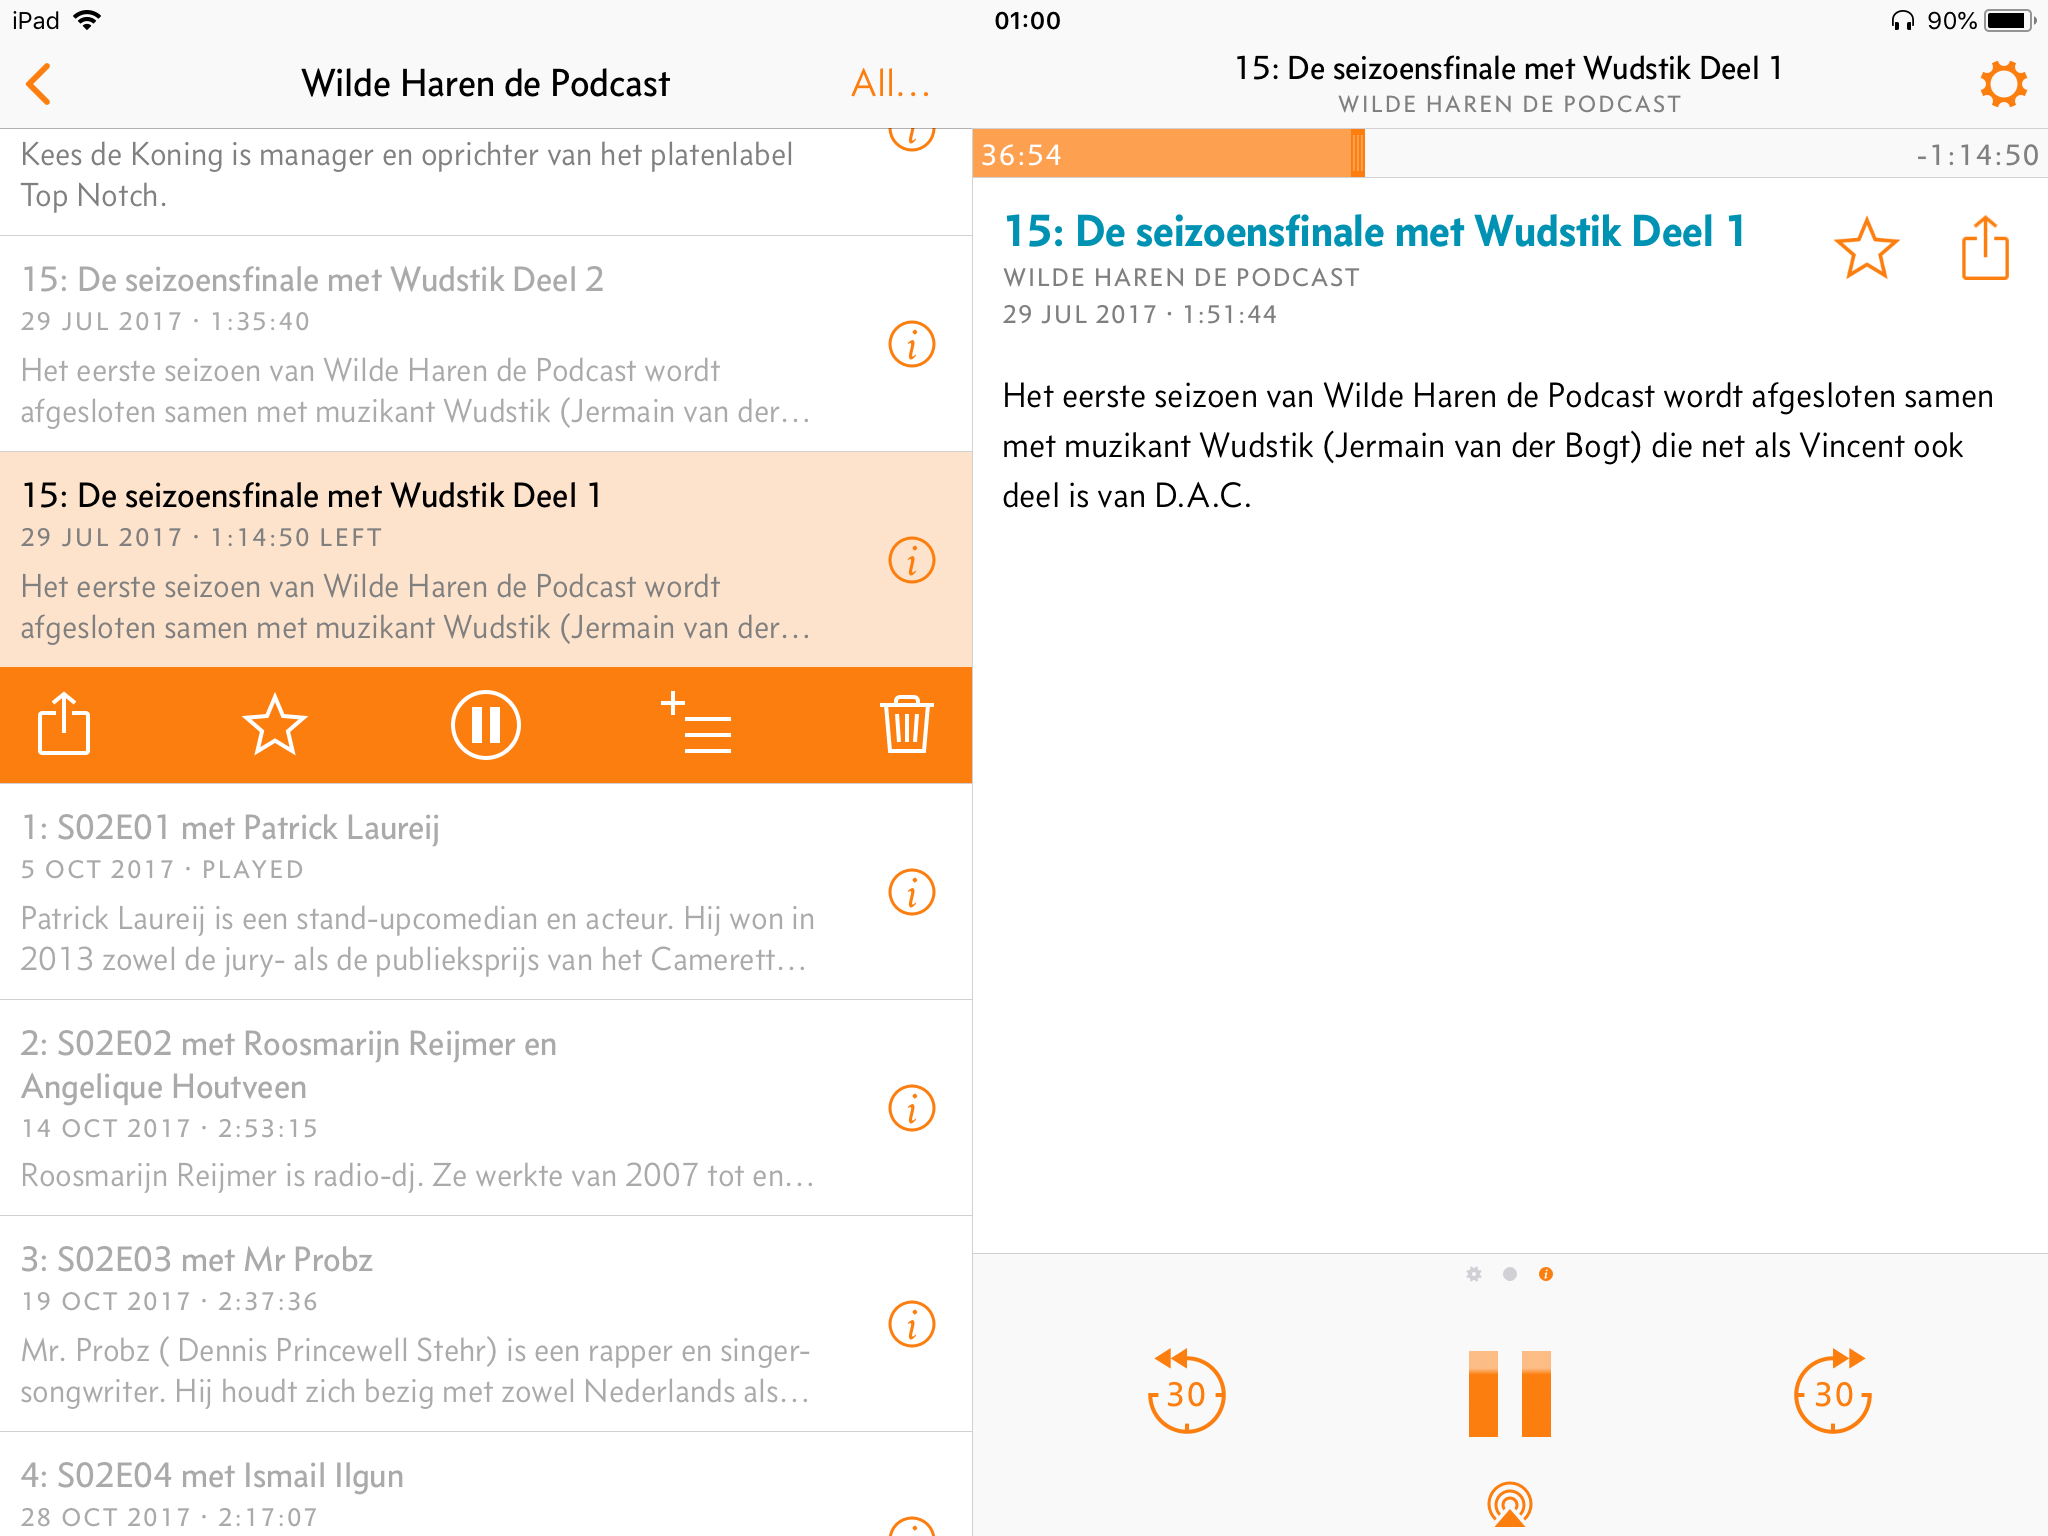 iPad
01:00
90%
Wilde Haren de Podcast
All...
Kees de Koning is manager en oprichter van het platenlabel
Top Notch.
15: De seizoensfinale met Wudstik Deel 2
29 JUL 2017 · 1:35:40
Het eerste seizoen van Wilde Haren de Podcast wordt
afgesloten samen met muzikant Wudstik (Jermain van der...
15: De seizoensfinale met Wudstik Deel 1
29 JUL 2017 · 1:14:50 LEFT
Het eerste seizoen van Wilde Haren de Podcast wordt
afgesloten samen met muzikant Wudstik (Jermain van der...
1: S02E01 met Patrick Laureij
5 OCT 2017 · PLAYED
Patrick Laureij is een stand-upcomedian en acteur. Hij won in
2013 zowel de jury- als de publieksprijs van het Camerett...
2: S02E02 met Roosmarijn Reijmer en
Angelique Houtveen
14 OCT 2017 · 2:53:15
Roosmarijn Reijmer is radio-dj. Ze werkte van 2007 tot en...
3: S02E03 met Mr Probz
19 OCT 2017 · 2:37:36
Mr. Probz ( Dennis Princewell Stehr) is een rapper en singer-
songwriter. Hij houdt zich bezig met zowel Nederlands als...
4: S02E04 met Ismail Ilgun
28 OCT 2017 · 2:17:07
15: De seizoensfinale met Wudstik Deel 1
WILDE HAREN DE PODCAST
36:54
-1:14:50
15: De seizoensfinale met Wudstik Deel 1
WILDE HAREN DE PODCAST
29 JUL 2017 · 1:51:44
Het eerste seizoen van Wilde Haren de Podcast wordt afgesloten samen
met muzikant Wudstik (Jermain van der Bogt) die net als Vincent ook
deel is van D.A.C.
30
30